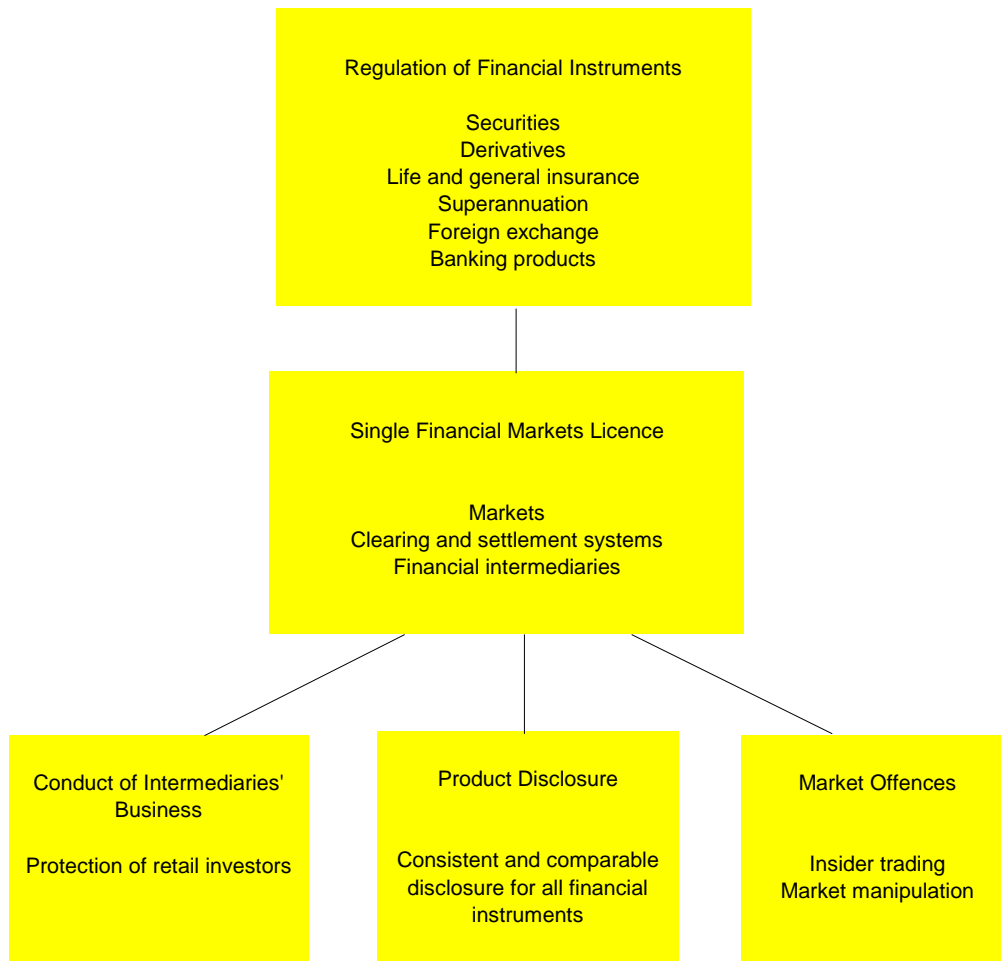 Regulation of Financial Instruments
Securities
Derivatives
Life and general insurance
Superannuation
Foreign exchange
Banking products
Single Financial Markets Licence
Markets
Clearing and settlement systems
Financial intermediaries
Conduct of Intermediaries'
Business
Protection of retail investors
Product Disclosure
Consistent and comparable
disclosure for all financial
instruments
Market Offences
Insider trading
Market manipulation